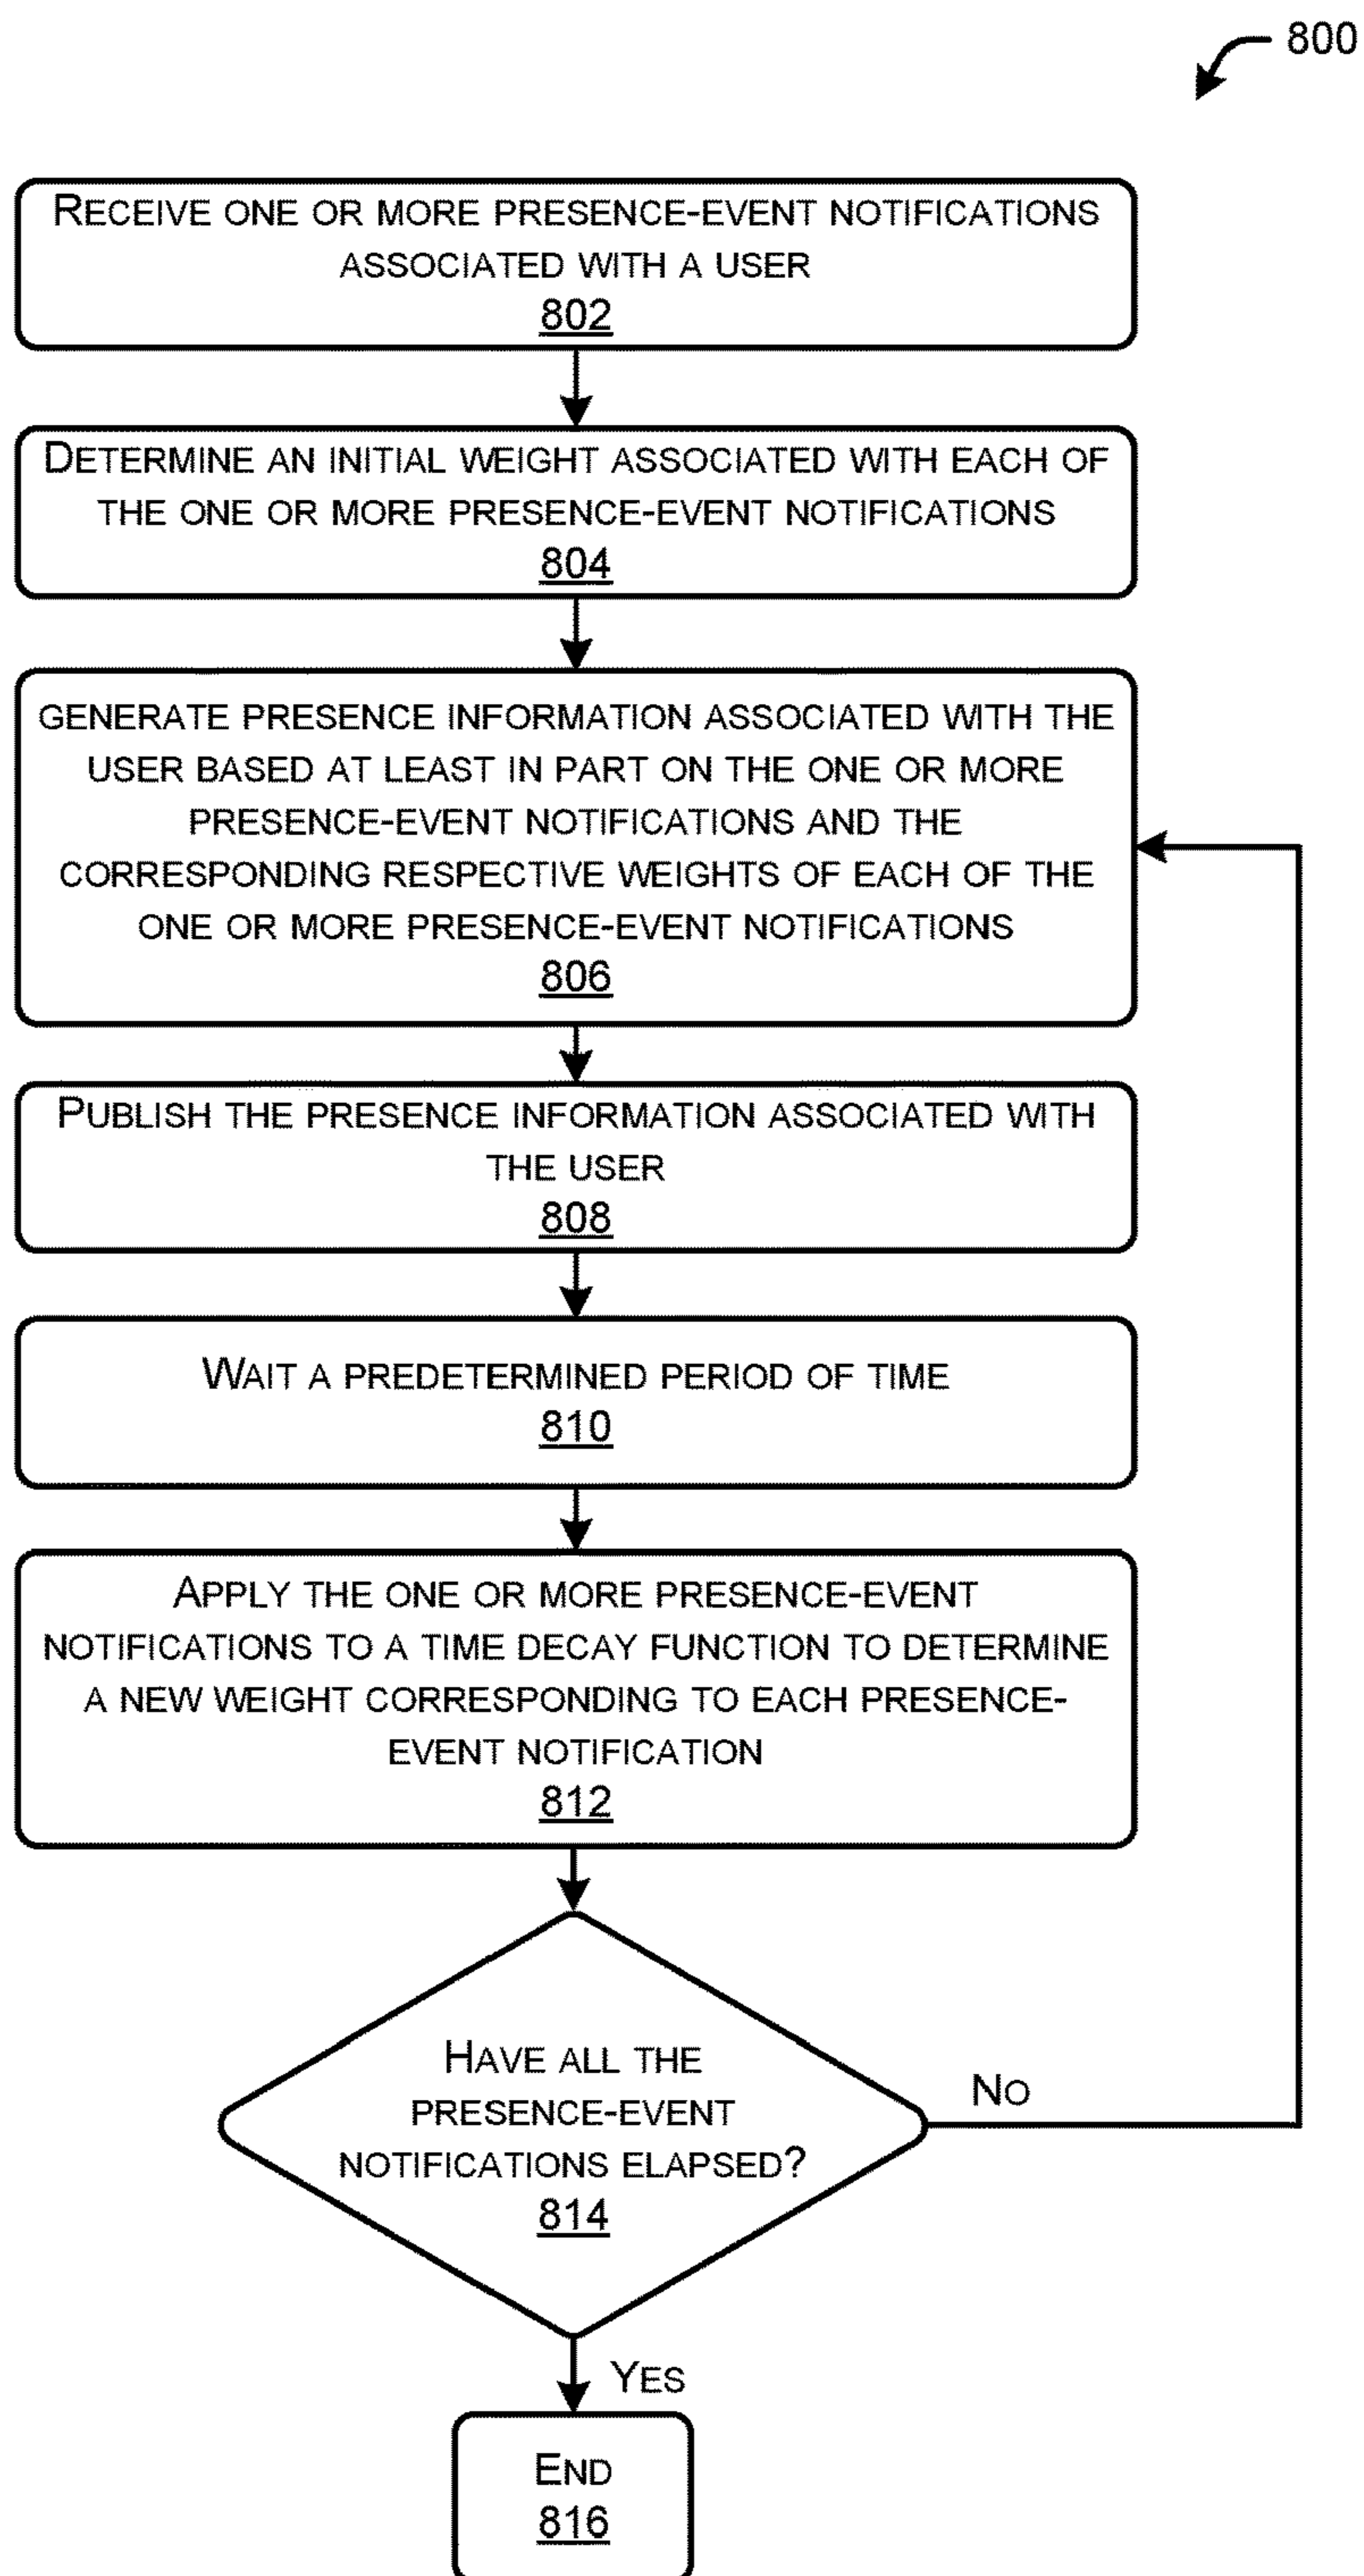 800
RECEIVE ONE OR MORE PRESENCE-EVENT NOTIFICATIONS
ASSOCIATED WITH A USER
802
DETERMINE AN INITIAL WEIGHT ASSOCIATED WITH EACH OF
THE ONE OR MORE PRESENCE-EVENT NOTIFICATIONS
804
GENERATE PRESENCE INFORMATION ASSOCIATED WITH THE
USER BASED AT LEAST IN PART ON THE ONE OR MORE
PRESENCE-EVENT NOTIFICATIONS AND THE
CORRESPONDING RESPECTIVE WEIGHTS OF EACH OF THE
ONE OR MORE PRESENCE-EVENT NOTIFICATIONS
806
PUBLISH THE PRESENCE INFORMATION ASSOCIATED WITH
THE USER
808
WAIT A PREDETERMINED PERIOD OF TIME
810
APPLY THE ONE OR MORE PRESENCE-EVENT
NOTIFICATIONS TO A TIME DECAY FUNCTION TO DETERMINE
A NEW WEIGHT CORRESPONDING TO EACH PRESENCE-
EVENT NOTIFICATION
812
HAVE ALL THE
PRESENCE-EVENT
NOTIFICATIONS ELAPSED?
814
NO
YES
END
816